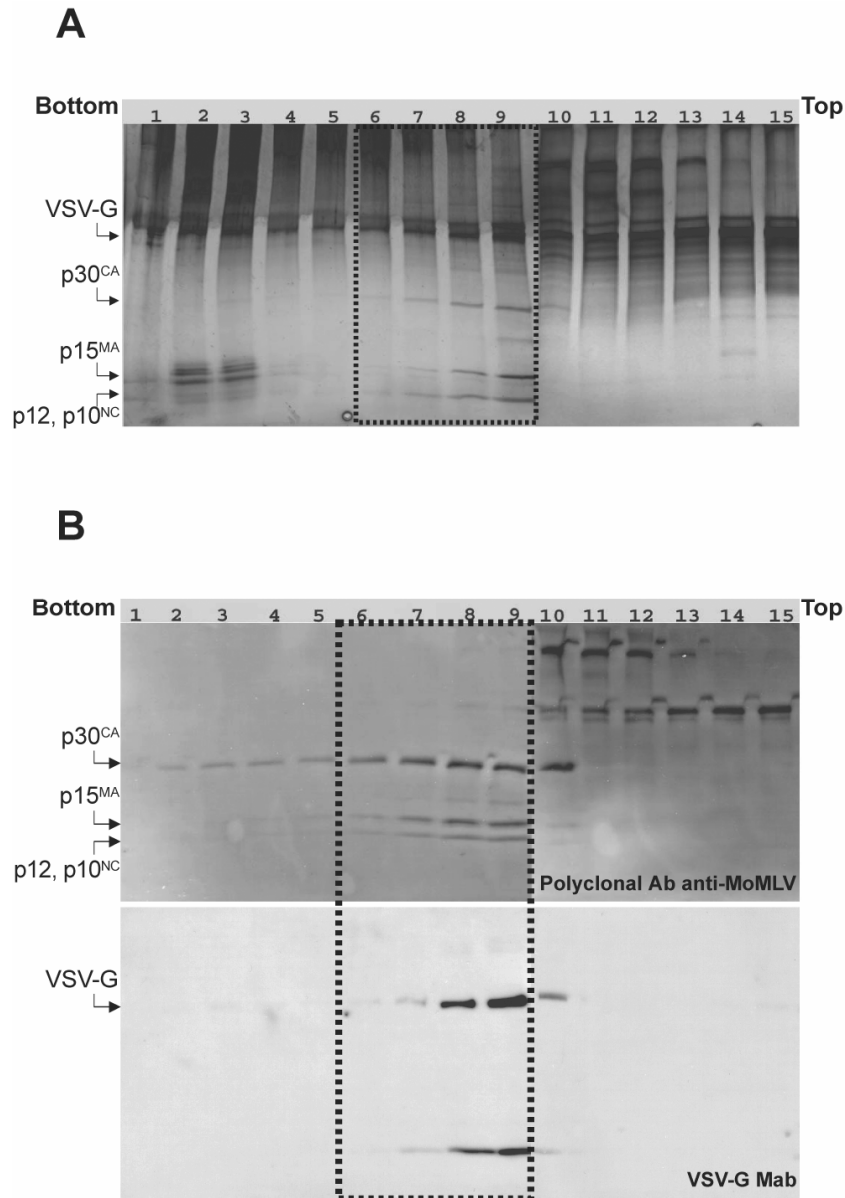 A
Bottom 1 2 3 4 5 6 7 8 9 10 11 12 13 14 15 Top
VSV-G
p30CA
p15MA
p12, p10NC
B
Bottom 1 2 3 4 5 6 7 8 9 10 11 12 13 14 15 Top
p30CA
p15MA
p12, p10NC
Polyclonal Ab anti-MoMLV
VSV-G
VSV-G Mab